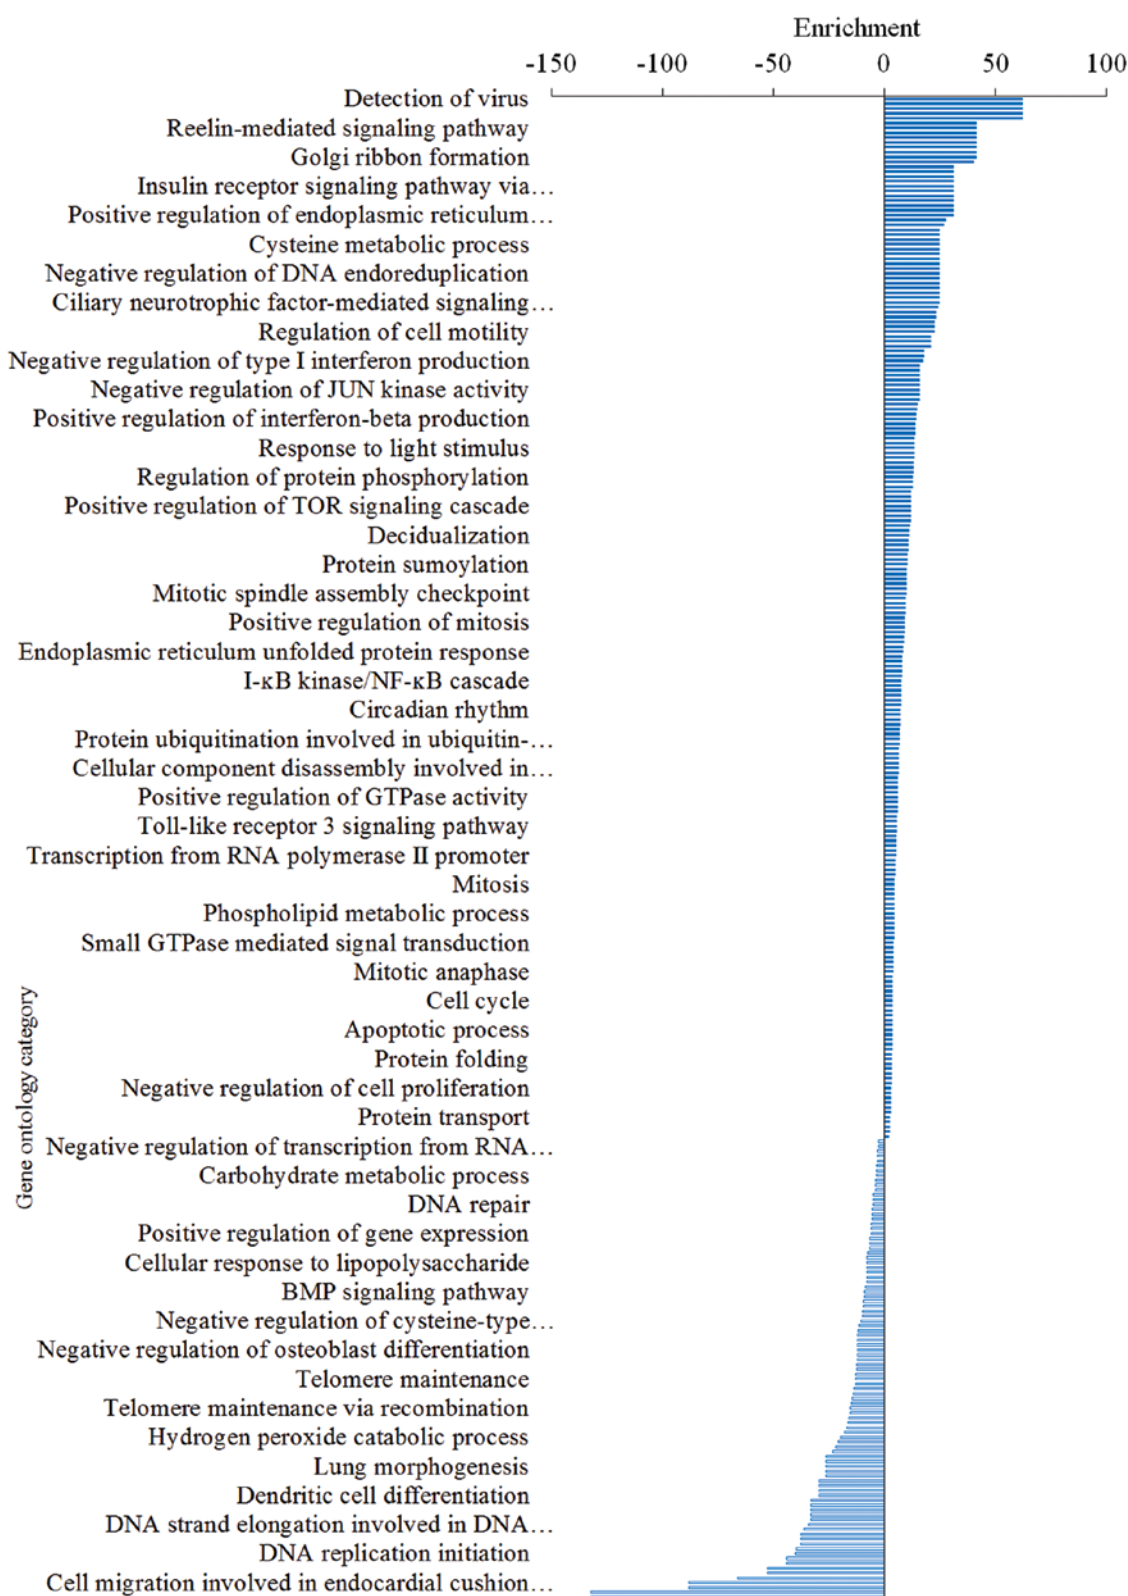 Enrichment
-150 -100 -50 0 50 100
Detection of virus
Reelin-mediated signaling pathway
Golgi ribbon formation
Insulin receptor signaling pathway via…
Positive regulation of endoplasmic reticulum…
Cysteine metabolic process
Negative regulation of DNA endoreduplication
Ciliary neurotrophic factor-mediated signaling…
Regulation of cell motility
Negative regulation of type I interferon production
Negative regulation of JUN kinase activity
Positive regulation of interferon-beta production
Response to light stimulus
Regulation of protein phosphorylation
Positive regulation of TOR signaling cascade
Decidualization
Protein sumoylation
Mitotic spindle assembly checkpoint
Positive regulation of mitosis
Endoplasmic reticulum unfolded protein response
I-κB kinase/NF-κB cascade
Circadian rhythm
Protein ubiquitination involved in ubiquitin-…
Cellular component disassembly involved in…
Positive regulation of GTPase activity
Toll-like receptor 3 signaling pathway
Transcription from RNA polymerase II promoter
Mitosis
Phospholipid metabolic process
Small GTPase mediated signal transduction
Mitotic anaphase
Cell cycle
Apoptotic process
Protein folding
Negative regulation of cell proliferation
Protein transport
Negative regulation of transcription from RNA…
Carbohydrate metabolic process
DNA repair
Positive regulation of gene expression
Cellular response to lipopolysaccharide
BMP signaling pathway
Negative regulation of cysteine-type…
Negative regulation of osteoblast differentiation
Telomere maintenance
Telomere maintenance via recombination
Hydrogen peroxide catabolic process
Lung morphogenesis
Dendritic cell differentiation
DNA strand elongation involved in DNA…
DNA replication initiation
Cell migration involved in endocardial cushion…
Gene ontology category